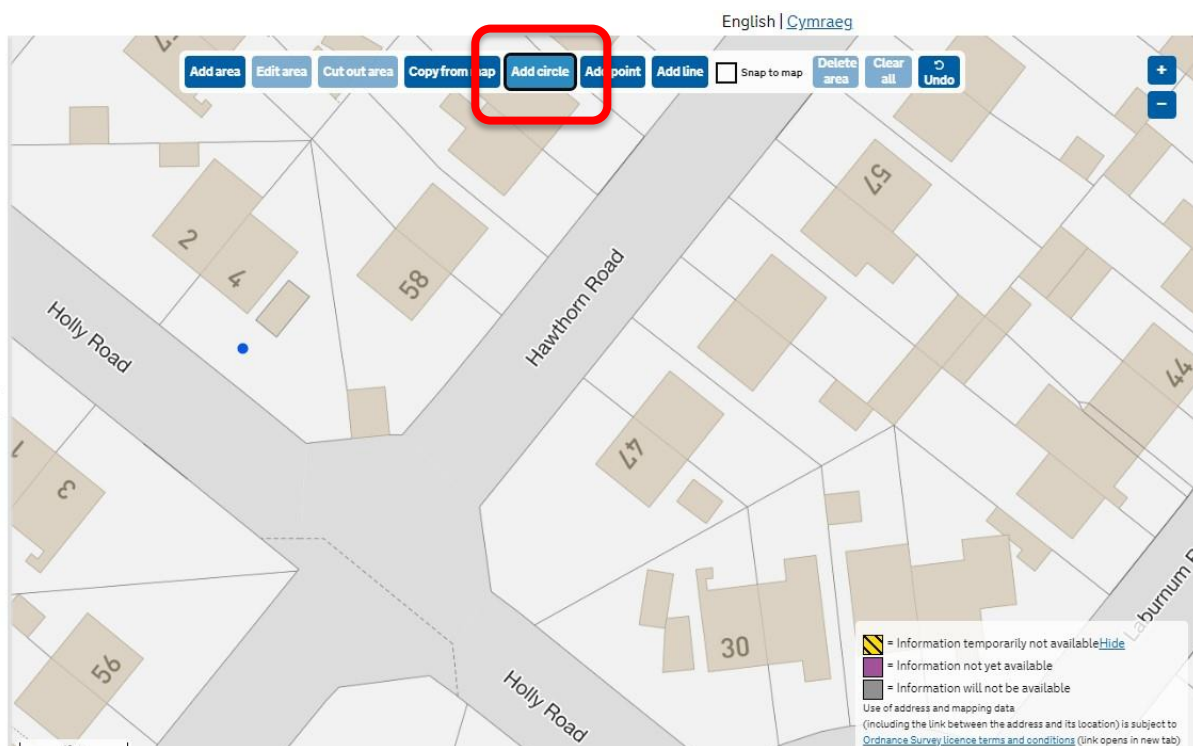 English | Cymraeg
Add area
Edit area
Cut out area
Copy from map
Add circle
Add point
Add line
Snap to map
Delete
area
Clear
all
Undo
+
−
57
2
4
58
Hawthorn Road
Holly Road
44
47
1
3
30
56
Holly Road
Laburnum
= Information temporarily not available Hide
= Information not yet available
= Information will not be available
Use of address and mapping data
(including the link between the address and its location) is subject to
Ordnance Survey licence terms and conditions (link opens in new tab)